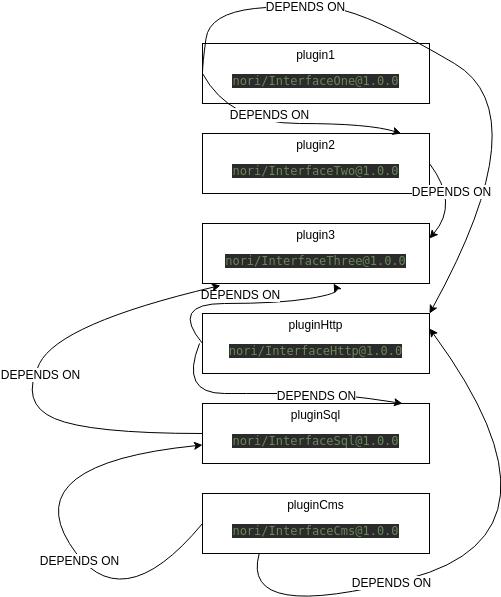 DEPENDS ON
plugin1
nori/InterfaceOne@1.0.0
DEPENDS ON
plugin2
nori/InterfaceTwo@1.0.0
DEPENDS ON
plugin3
nori/InterfaceThree@1.0.0
DEPENDS ON
pluginHttp
nori/InterfaceHttp@1.0.0
DEPENDS ON
DEPENDS ON
pluginSql
nori/InterfaceSql@1.0.0
pluginCms
nori/InterfaceCms@1.0.0
DEPENDS ON
DEPENDS ON